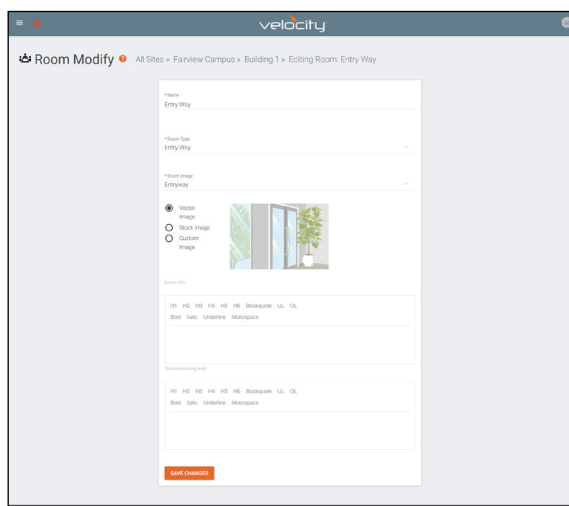 velocity
Room Modify ? All Sites » Fairview Campus » Building 1 » Editing Room: Entry Way
*Name
Entry Way
*Room Type
Entry Way
*Room Image
Entryway
Vector
Image
Stock Image
Custom
Image
Room Info
H1 H2 H3 H4 H5 H6 Blockquote UL OL
Bold Italic Underline Monospace
Troubleshooting Help
H1 H2 H3 H4 H5 H6 Blockquote UL OL
Bold Italic Underline Monospace
SAVE CHANGES